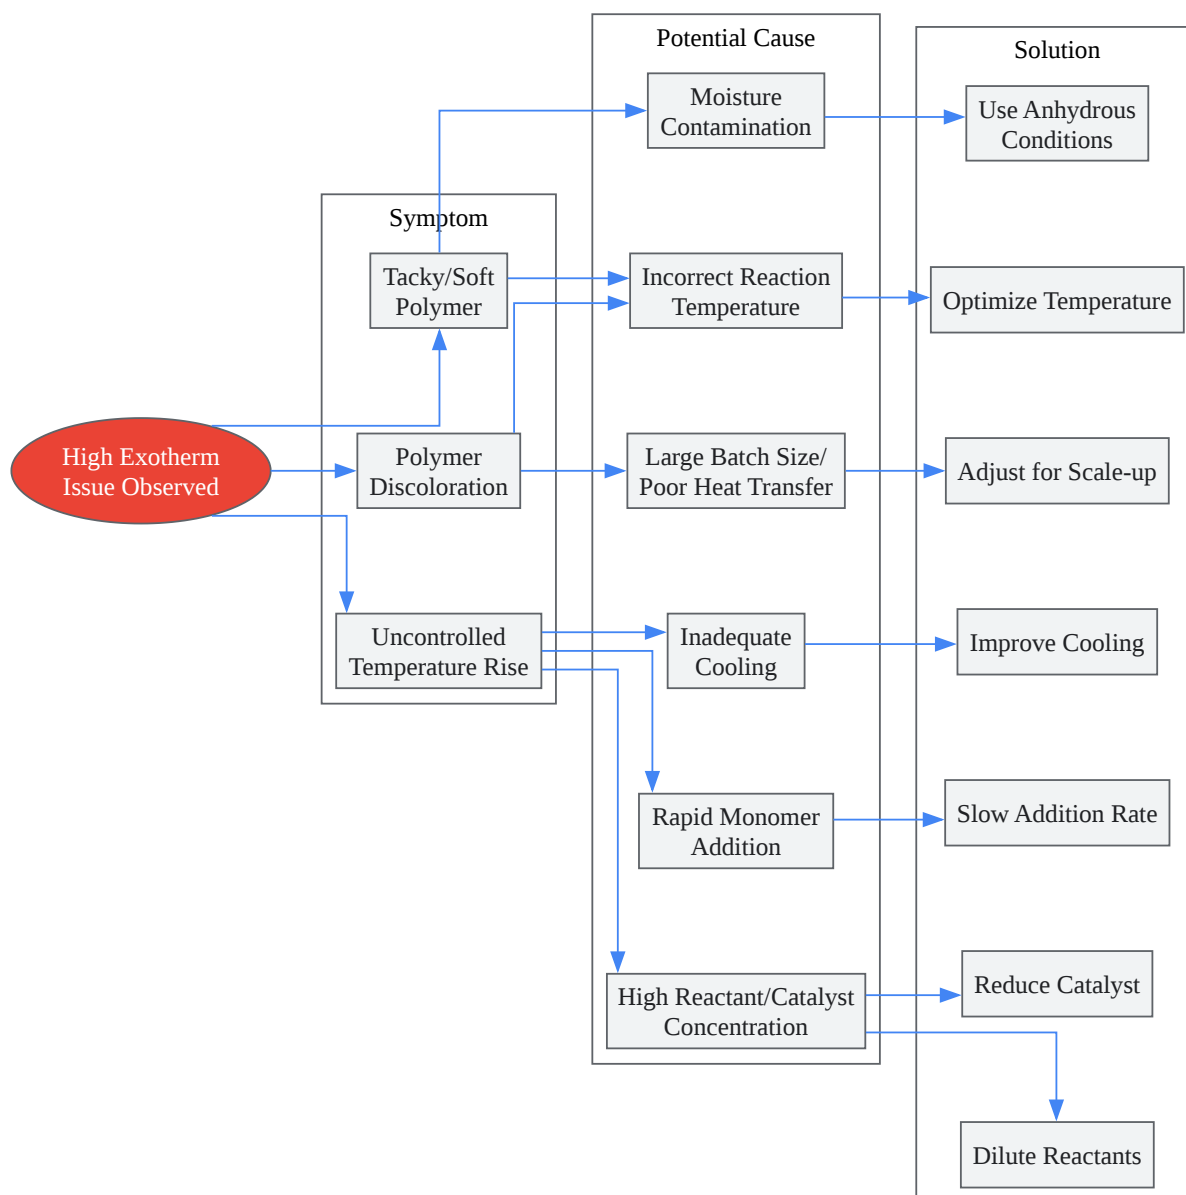 Potential Cause
Solution
Moisture
Contamination
Use Anhydrous
Conditions
Symptom
Tacky/Soft
Polymer
Incorrect Reaction
Temperature
Optimize Temperature
High Exotherm
Issue Observed
Polymer
Discoloration
Large Batch Size/
Poor Heat Transfer
Adjust for Scale-up
Uncontrolled
Temperature Rise
Inadequate
Cooling
Improve Cooling
Rapid Monomer
Addition
Slow Addition Rate
High Reactant/Catalyst
Concentration
Reduce Catalyst
Dilute Reactants